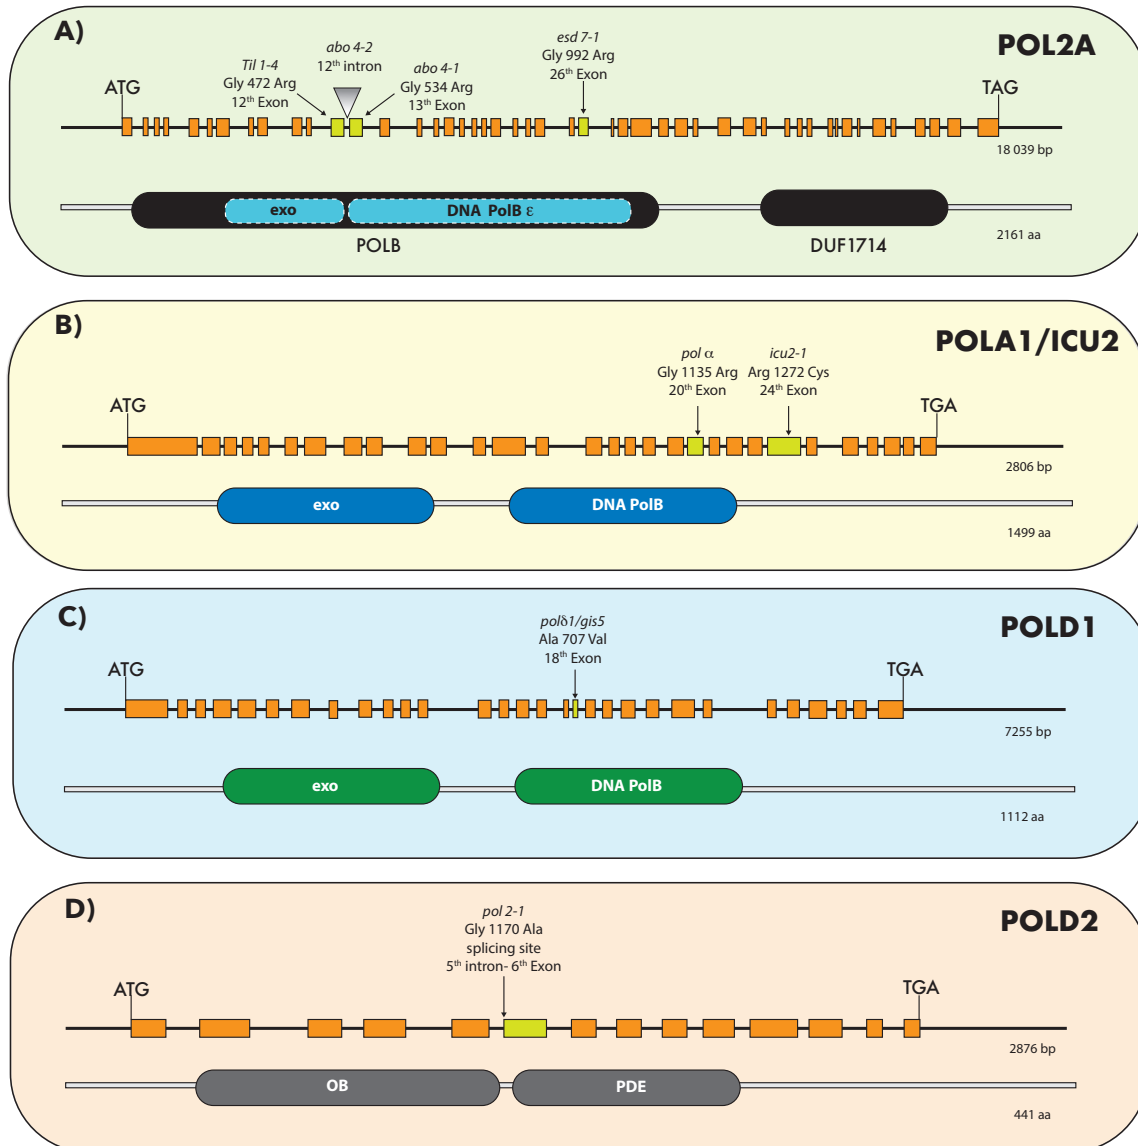 A)
POL2A
Til 1-4
Gly 472 Arg
12th Exon
abo 4-2
12th intron
abo 4-1
Gly 534 Arg
13th Exon
esd 7-1
Gly 992 Arg
26th Exon
ATG
TAG
18 039 bp
exo
DNA PolB ε
POLB
DUF1714
2161 aa
B)
POLA1/ICU2
pol α
Gly 1135 Arg
20th Exon
icu2-1
Arg 1272 Cys
24th Exon
ATG
TGA
2806 bp
exo
DNA PolB
1499 aa
C)
POLD1
polδ1/gis5
Ala 707 Val
18th Exon
ATG
TGA
7255 bp
exo
DNA PolB
1112 aa
D)
POLD2
pol 2-1
Gly 1170 Ala
splicing site
5th intron- 6th Exon
ATG
TGA
2876 bp
OB
PDE
441 aa